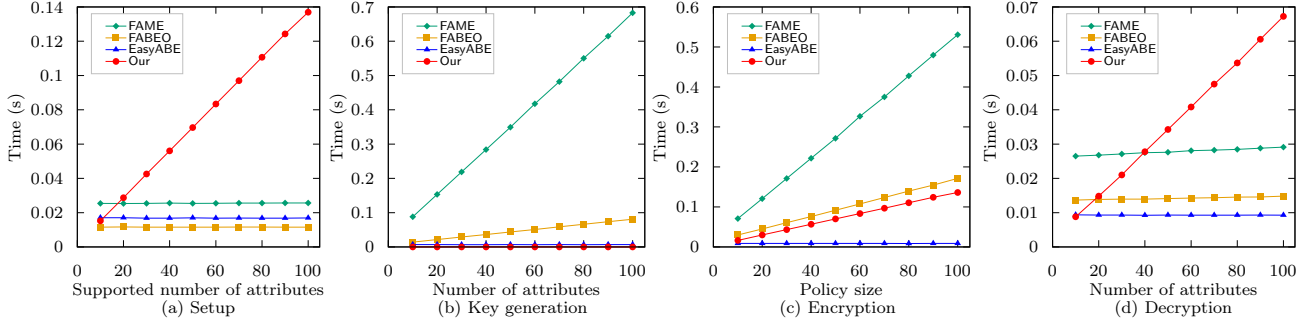 Time (s)
0.14
0.12
0.1
0.08
0.06
0.04
0.02
0
FAME
FABEO
EasyABE
Our
0 20 40 60 80 100
Supported number of attributes
(a) Setup
Time (s)
0.7
0.6
0.5
0.4
0.3
0.2
0.1
0
FAME
FABEO
EasyABE
Our
0 20 40 60 80 100
Number of attributes
(b) Key generation
Time (s)
0.6
0.5
0.4
0.3
0.2
0.1
0
FAME
FABEO
EasyABE
Our
0 20 40 60 80 100
Policy size
(c) Encryption
Time (s)
0.07
0.06
0.05
0.04
0.03
0.02
0.01
0
FAME
FABEO
EasyABE
Our
0 20 40 60 80 100
Number of attributes
(d) Decryption